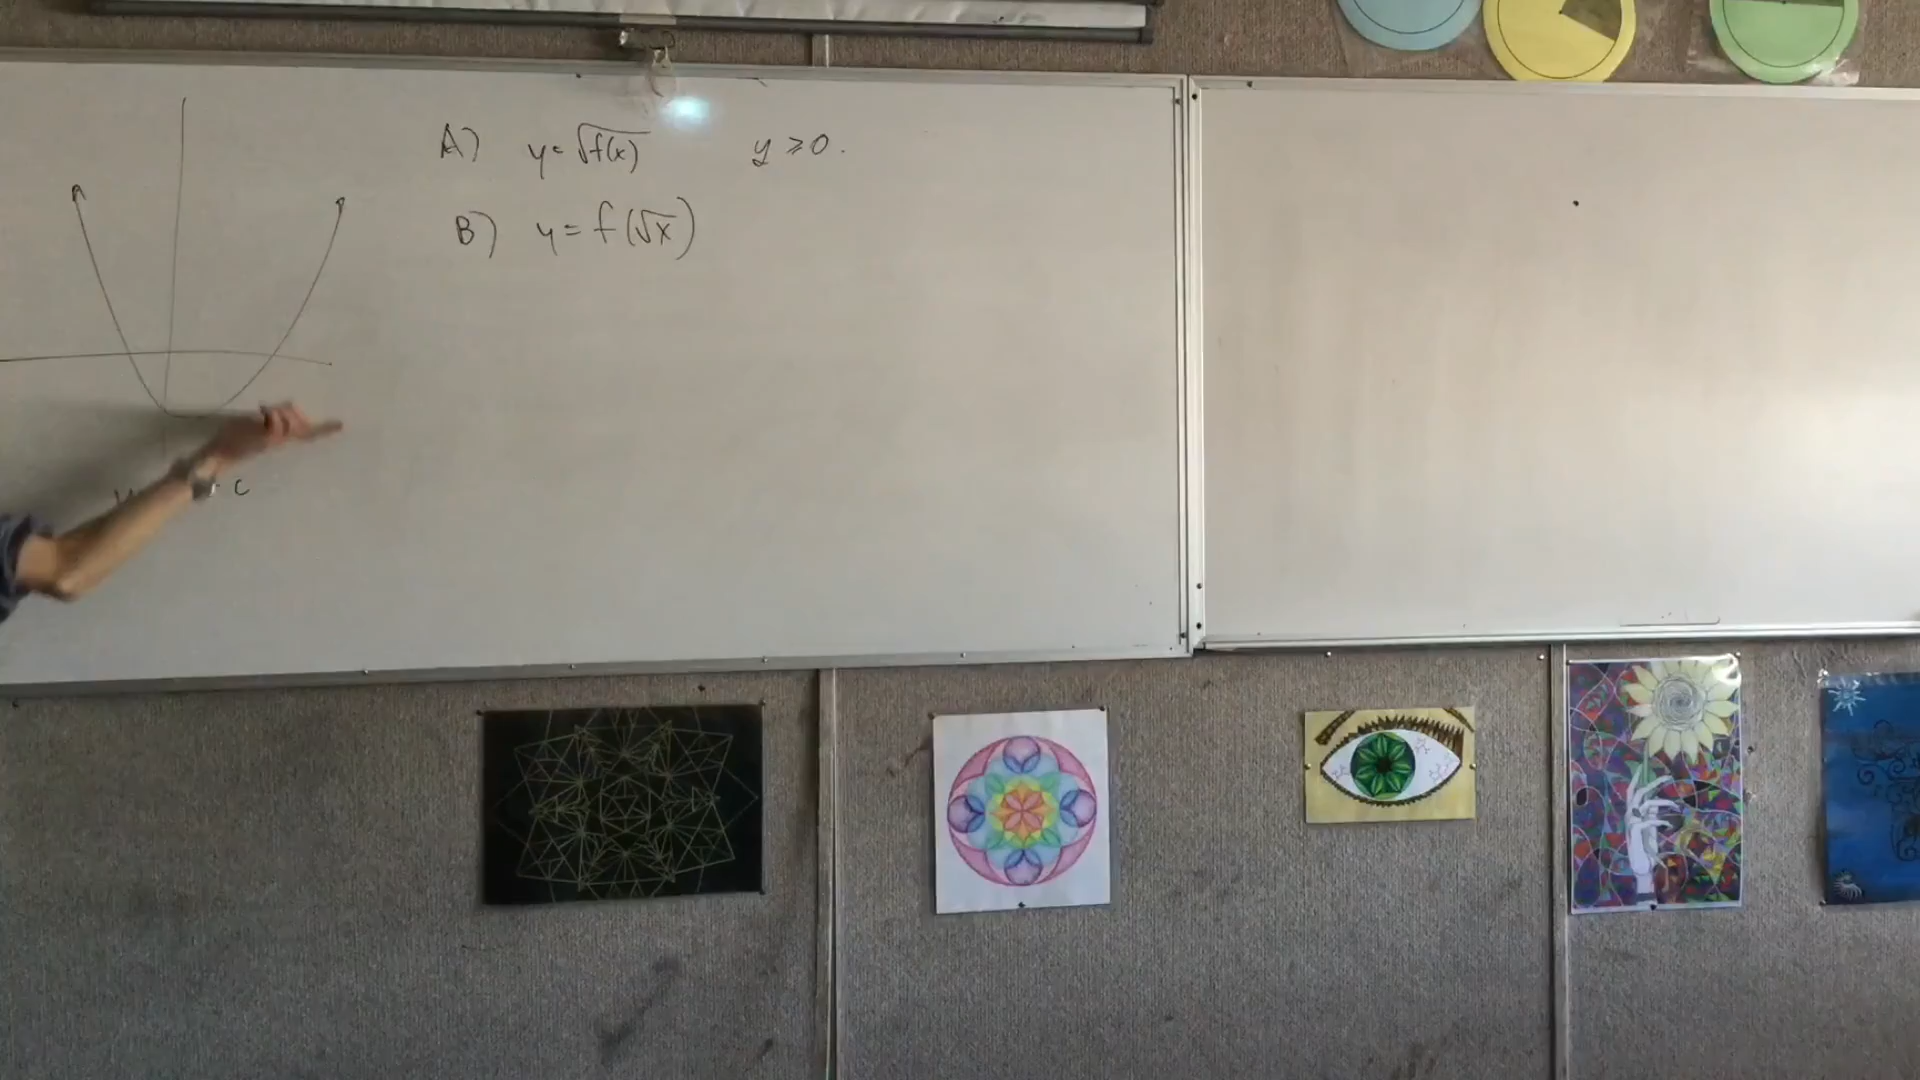 A) y=√f(x) y ≥ 0.
B) y = f(√x)
c